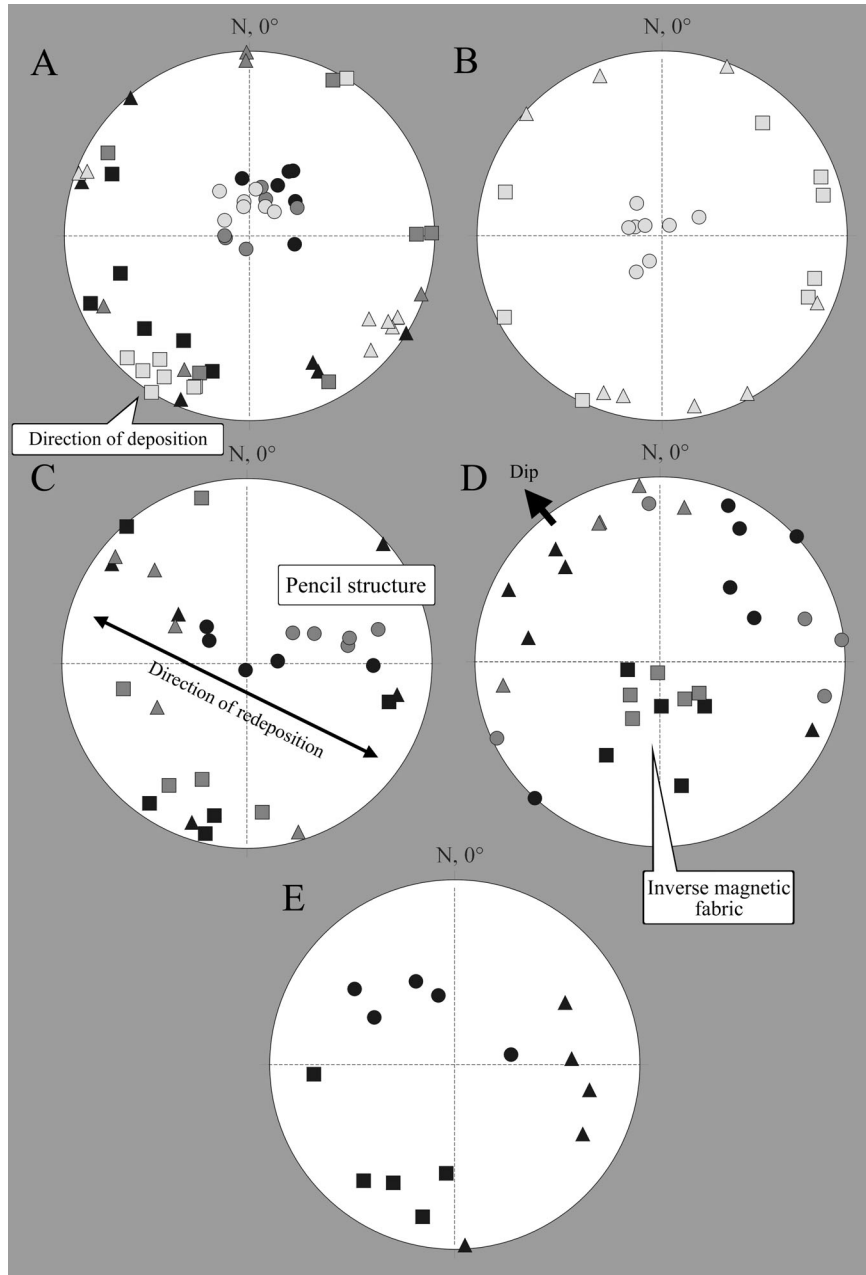 N, 0°
A
Direction of deposition
N, 0°
B
N, 0°
C
Pencil structure
Direction of redeposition
N, 0°
D
Dip
Inverse magnetic
fabric
N, 0°
E